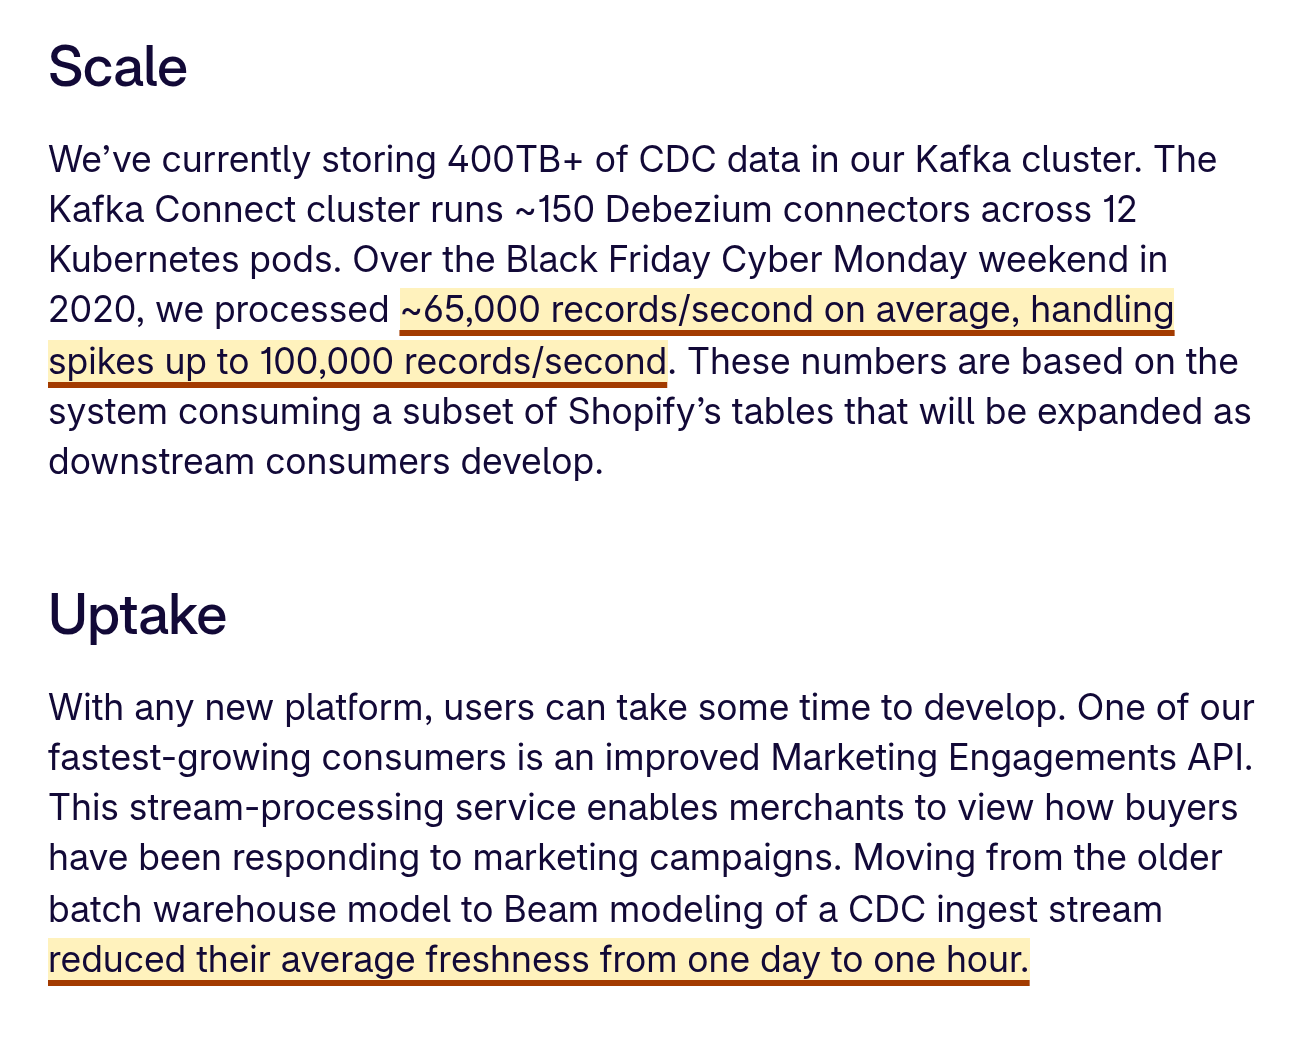 Scale
We’ve currently storing 400TB+ of CDC data in our Kafka cluster. The
Kafka Connect cluster runs ~150 Debezium connectors across 12
Kubernetes pods. Over the Black Friday Cyber Monday weekend in
2020, we processed ~65,000 records/second on average, handling
spikes up to 100,000 records/second. These numbers are based on the
system consuming a subset of Shopify’s tables that will be expanded as
downstream consumers develop.
Uptake
With any new platform, users can take some time to develop. One of our
fastest-growing consumers is an improved Marketing Engagements API.
This stream-processing service enables merchants to view how buyers
have been responding to marketing campaigns. Moving from the older
batch warehouse model to Beam modeling of a CDC ingest stream
reduced their average freshness from one day to one hour.